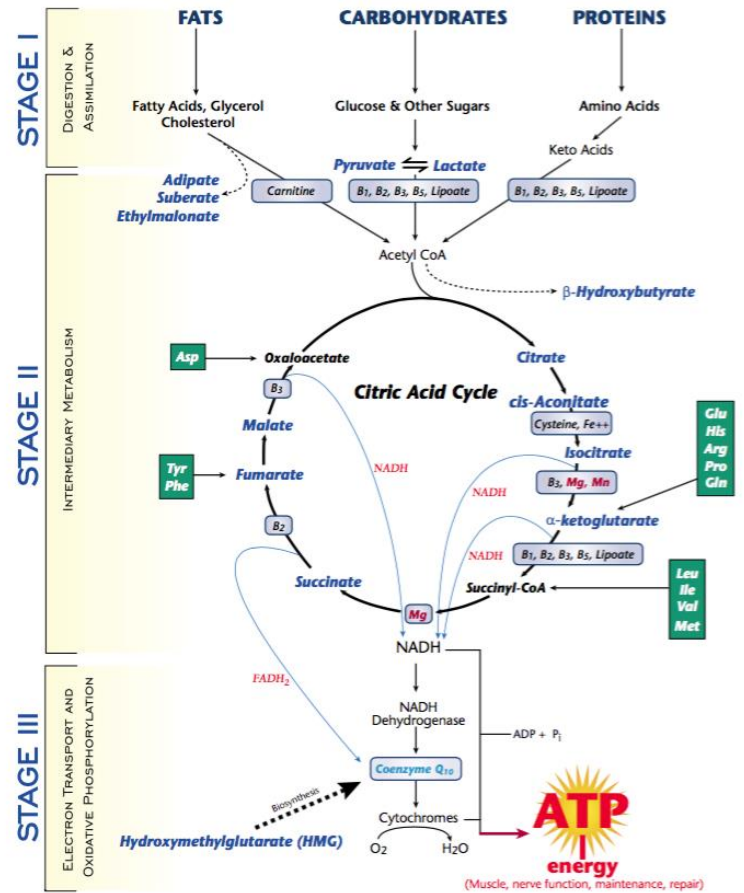 STAGE I
DIGESTION &
ASSIMILATION
FATS
CARBOHYDRATES
PROTEINS
Fatty Acids, Glycerol
Cholesterol
Glucose & Other Sugars
Amino Acids
Keto Acids
Pyruvate
Lactate
Adipate
Suberate
Ethylmalonate
Carnitine
B1, B2, B3, B5, Lipoate
B1, B2, B3, B5, Lipoate
STAGE II
INTERMEDIARY METABOLISM
Acetyl CoA
β-Hydroxybutyrate
Asp
Oxaloacetate
Citrate
B3
Citric Acid Cycle
cis-Aconitate
Cysteine, Fe++
Malate
Isocitrate
Glu
His
Arg
Pro
Gln
Tyr
Phe
Fumarate
NADH
NADH
B3, Mg, Mn
α-ketoglutarate
B2
NADH
B1, B2, B3, B5, Lipoate
Succinate
Succinyl-CoA
Leu
Ile
Val
Met
Mg
NADH
STAGE III
ELECTRON TRANSPORT AND
OXIDATIVE PHOSPHORYLATION
FADH2
NADH
Dehydrogenase
ADP + Pi
Coenzyme Q10
Biosynthesis
Hydroxymethylglutarate (HMG)
Cytochromes
O2
H2O
ATP
energy
(Muscle, nerve function, maintenance, repair)